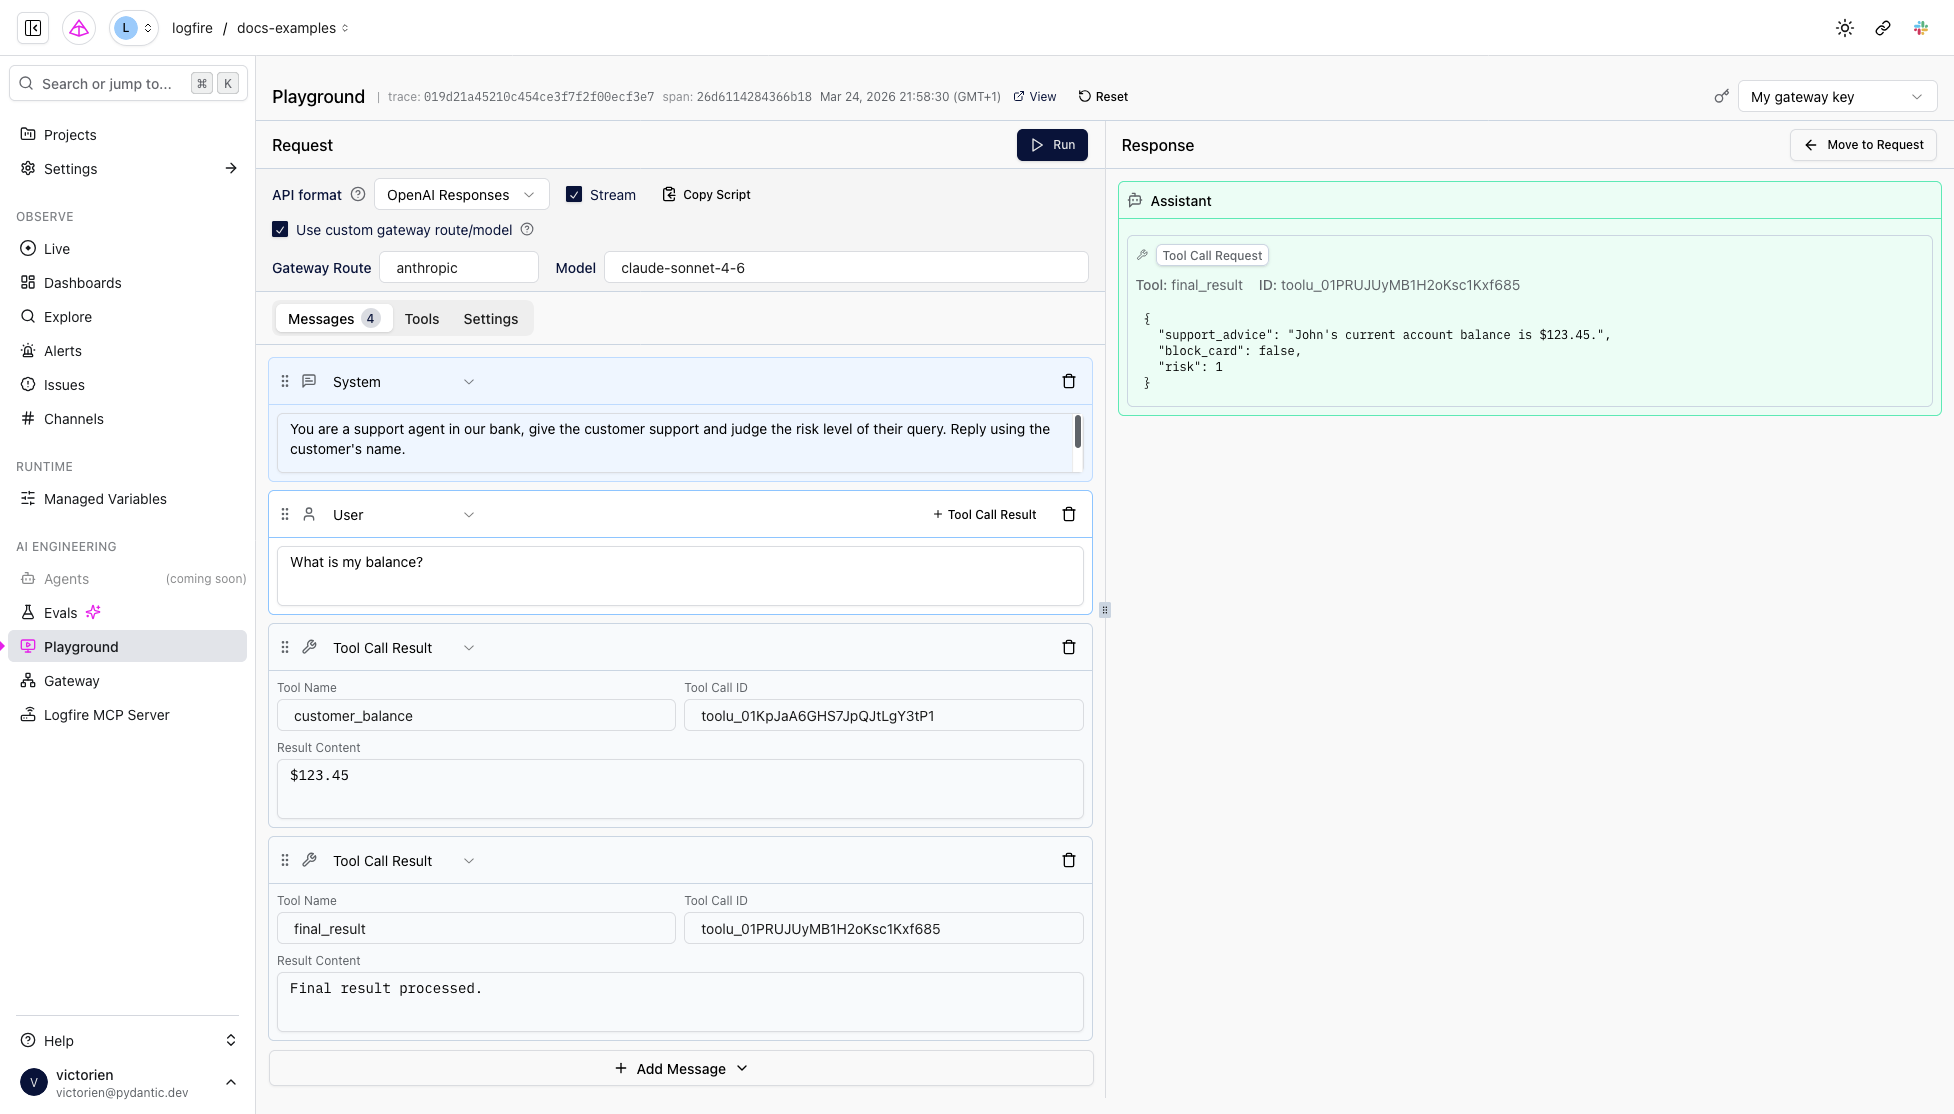 L
logfire / docs-examples
Search or jump to... ⌘ K
Projects
Settings
OBSERVE
Live
Dashboards
Explore
Alerts
Issues
Channels
RUNTIME
Managed Variables
AI ENGINEERING
Agents (coming soon)
Evals
Playground
Gateway
Logfire MCP Server
Help
V
victorien
victorien@pydantic.dev
Playground | trace: 019d21a45210c454ce3f7f2f00ecf3e7 span: 26d6114284366b18 Mar 24, 2026 21:58:30 (GMT+1) View Reset
My gateway key
Request
Run
API format OpenAI Responses Stream Copy Script
Use custom gateway route/model
Gateway Route anthropic Model claude-sonnet-4-6
Messages 4 Tools Settings
System
You are a support agent in our bank, give the customer support and judge the risk level of their query. Reply using the
customer's name.
User + Tool Call Result
What is my balance?
Tool Call Result
Tool Name Tool Call ID
customer_balance toolu_01KpJaA6GHS7JpQJtLgY3tP1
Result Content
$123.45
Tool Call Result
Tool Name Tool Call ID
final_result toolu_01PRUJUyMB1H2oKsc1Kxf685
Result Content
Final result processed.
+ Add Message
Response
Move to Request
Assistant
Tool Call Request
Tool: final_result ID: toolu_01PRUJUyMB1H2oKsc1Kxf685
{
"support_advice": "John's current account balance is $123.45.",
"block_card": false,
"risk": 1
}